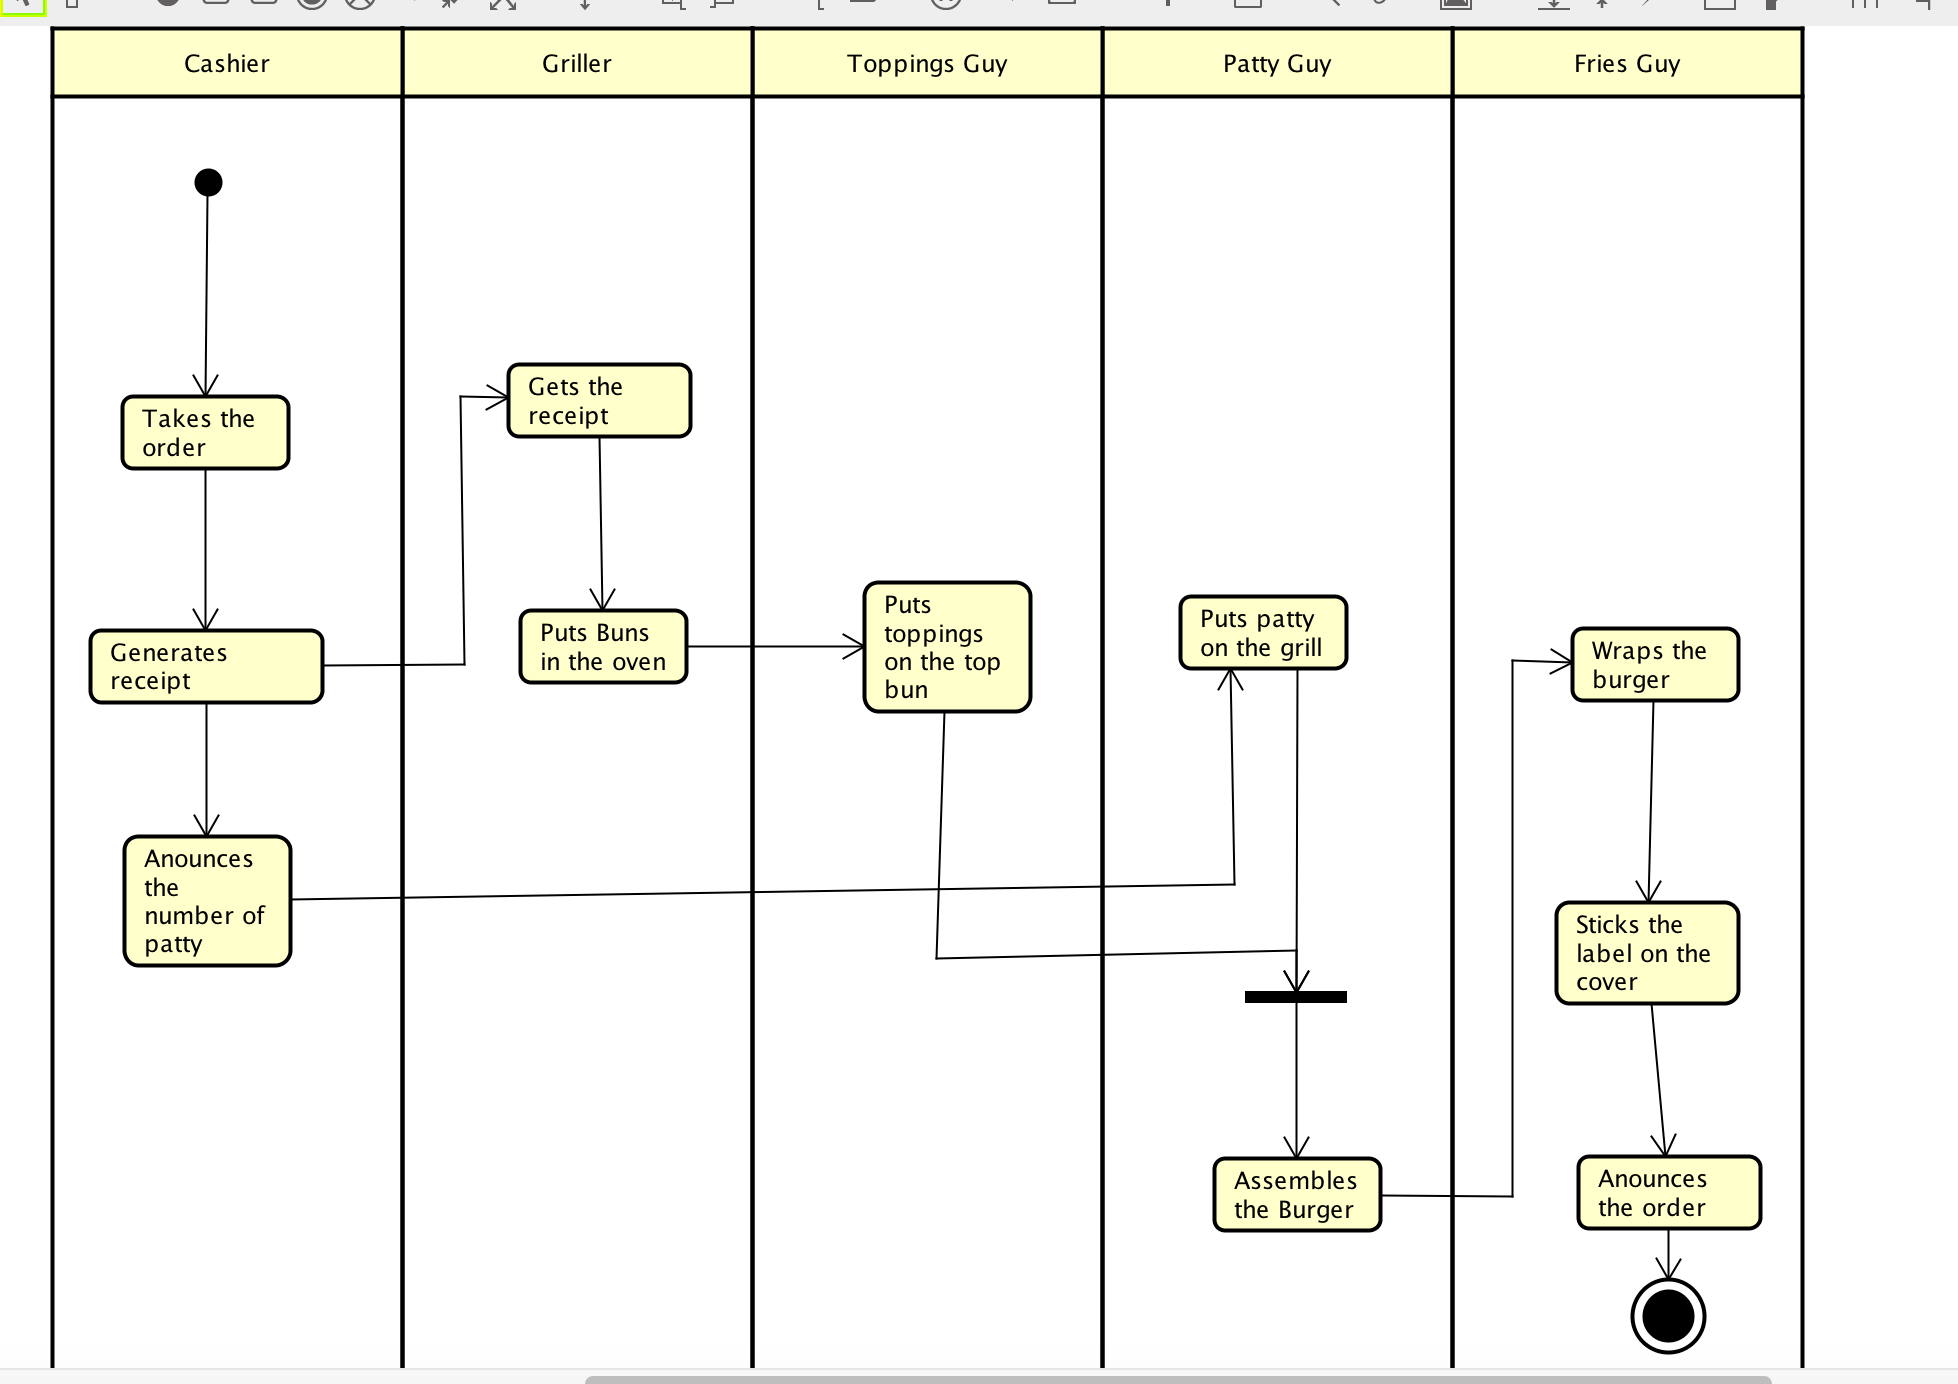 Cashier
Griller
Toppings Guy
Patty Guy
Fries Guy
Takes the
order
Generates
receipt
Anounces
the
number of
patty
Gets the
receipt
Puts Buns
in the oven
Puts
toppings
on the top
bun
Puts patty
on the grill
Assembles
the Burger
Wraps the
burger
Sticks the
label on the
cover
Anounces
the order